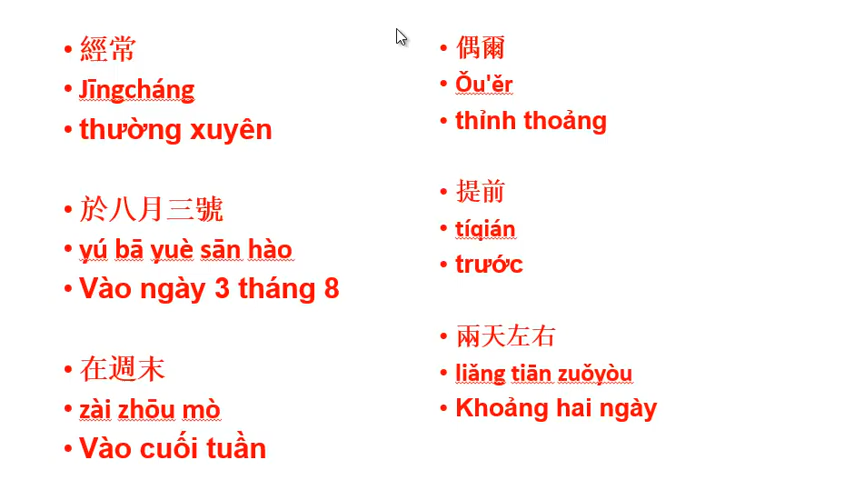 • 經常
• Jīngcháng
• thường xuyên
• 於八月三號
• yú bā yuè sān hào
• Vào ngày 3 tháng 8
• 在週末
• zài zhōu mò
• Vào cuối tuần
• 偶爾
• Ǒu'ěr
• thỉnh thoảng
• 提前
• tíqián
• trước
• 兩天左右
• liǎng tiān zuǒyòu
• Khoảng hai ngày